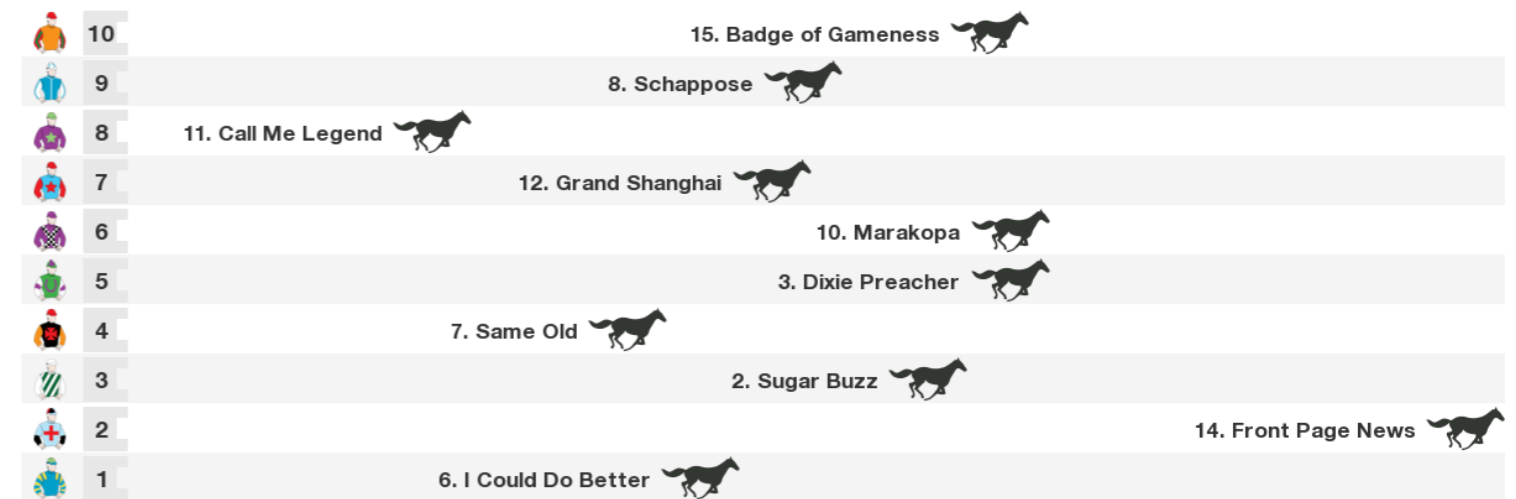 10 15. Badge of Gameness
9 8. Schappose
8 11. Call Me Legend
7 12. Grand Shanghai
6 10. Marakopa
5 3. Dixie Preacher
4 7. Same Old
3 2. Sugar Buzz
2 14. Front Page News
1 6. I Could Do Better